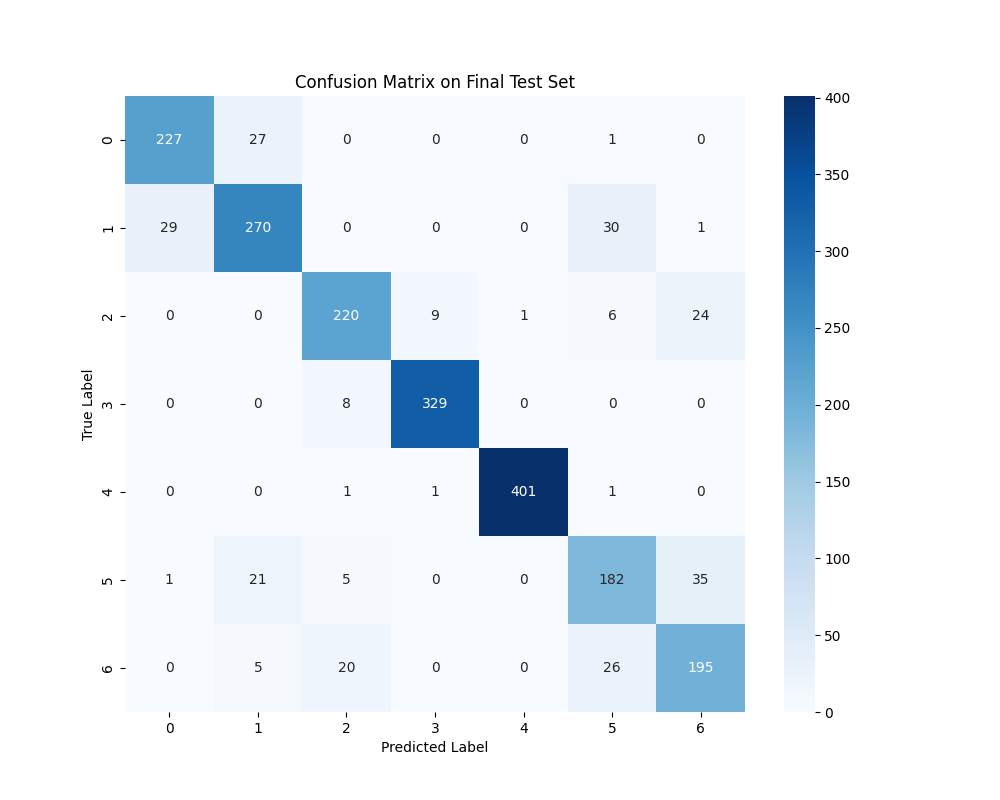 Confusion Matrix on Final Test Set
0 227 27 0 0 0 1 0
1 29 270 0 0 0 30 1
2 0 0 220 9 1 6 24
3 0 0 8 329 0 0 0
4 0 0 1 1 401 1 0
5 1 21 5 0 0 182 35
6 0 5 20 0 0 26 195
True Label
0 1 2 3 4 5 6
Predicted Label
400
350
300
250
200
150
100
50
0